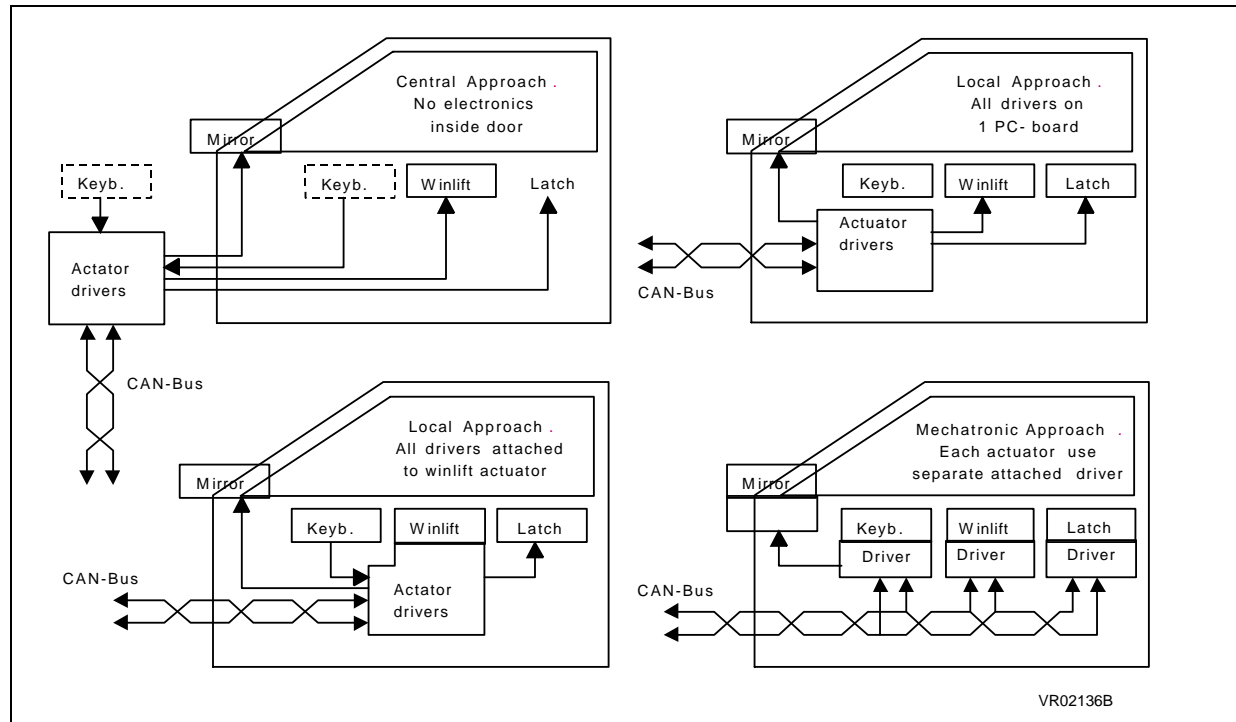 Central Approach .
No electronics
inside door
Mirror
Keyb.
Keyb.
Winlift
Latch
Actator
drivers
CAN-Bus
Local Approach .
All drivers on
1 PC- board
Mirror
Keyb.
Winlift
Latch
Actuator
drivers
CAN-Bus
Local Approach .
All drivers attached
to winlift actuator
Mirror
Keyb.
Winlift
Latch
Actator
drivers
CAN-Bus
Mechatronic Approach .
Each actuator use
separate attached driver
Mirror
Keyb.
Winlift
Latch
Driver
Driver
Driver
CAN-Bus
VR02136B